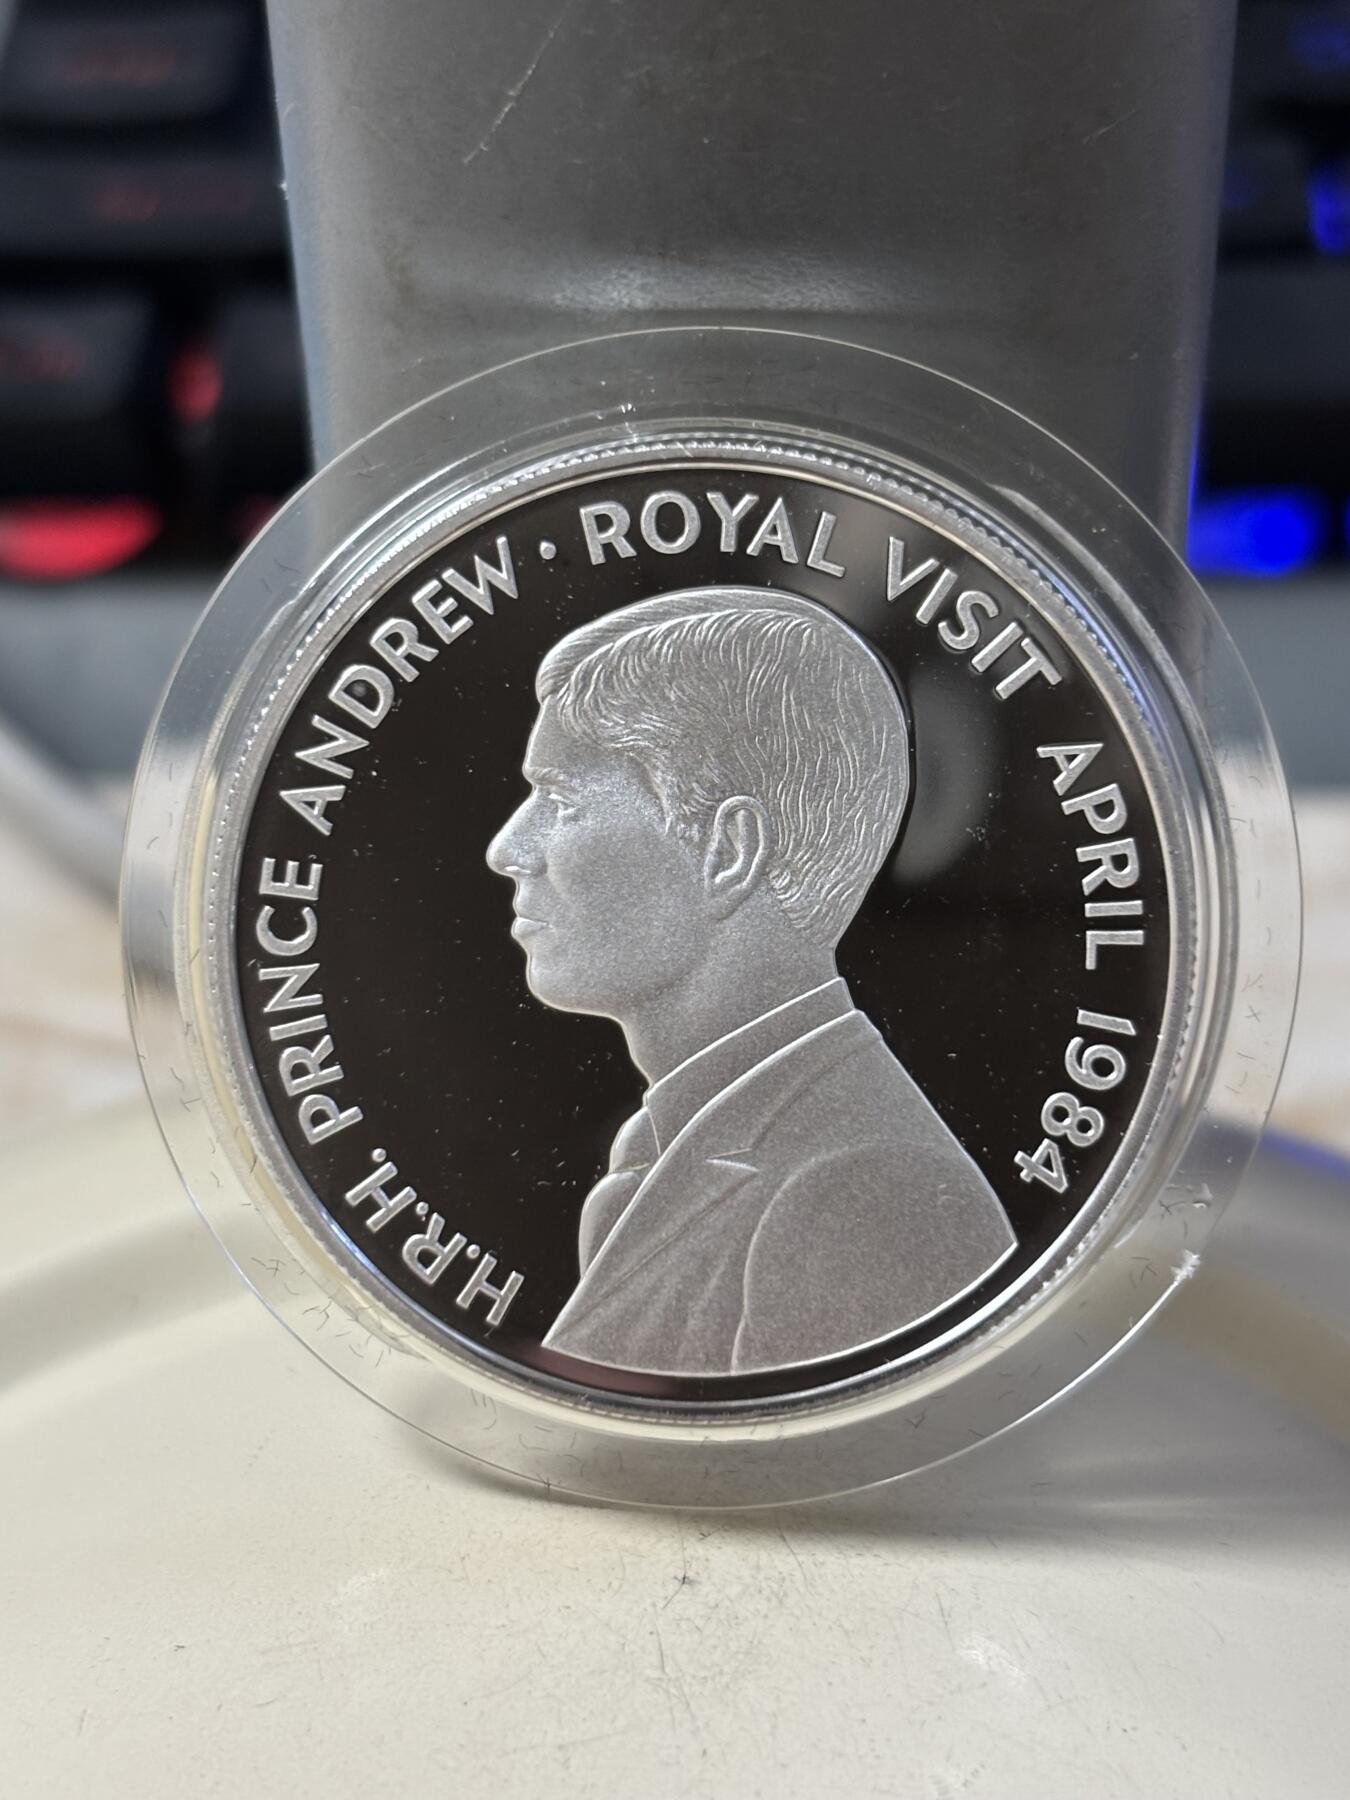 H.R.H. PRINCE ANDREW · ROYAL VISIT APRIL 1984